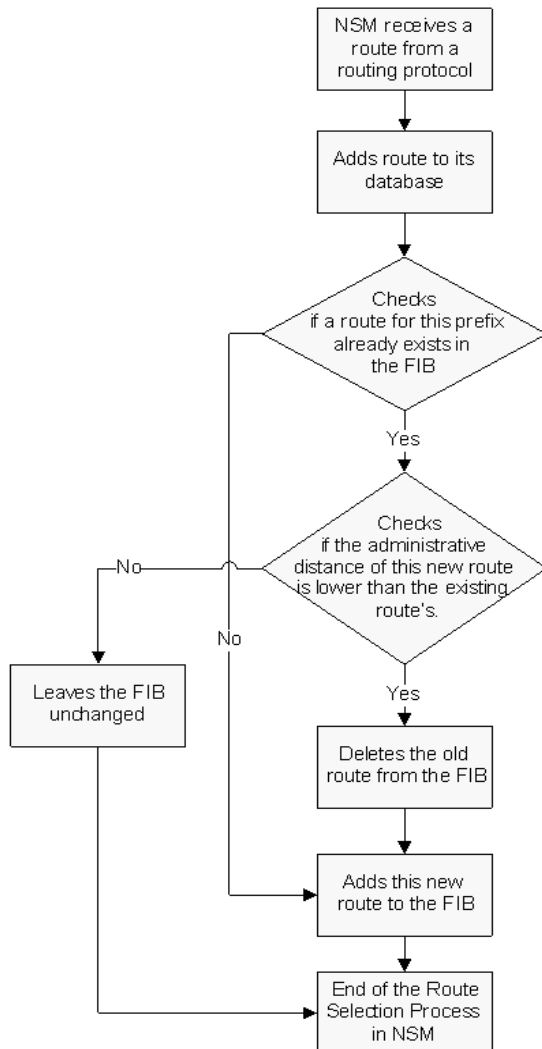 NSM receives a
route from a
routing protocol
Adds route to its
database
Checks
if a route for this prefix
already exists in
the FIB
Yes
Checks
if the administrative
distance of this new route
is lower than the existing
route's.
No
No
Yes
Leaves the FIB
unchanged
Deletes the old
route from the FIB
Adds this new
route to the FIB
End of the Route
Selection Process
in NSM